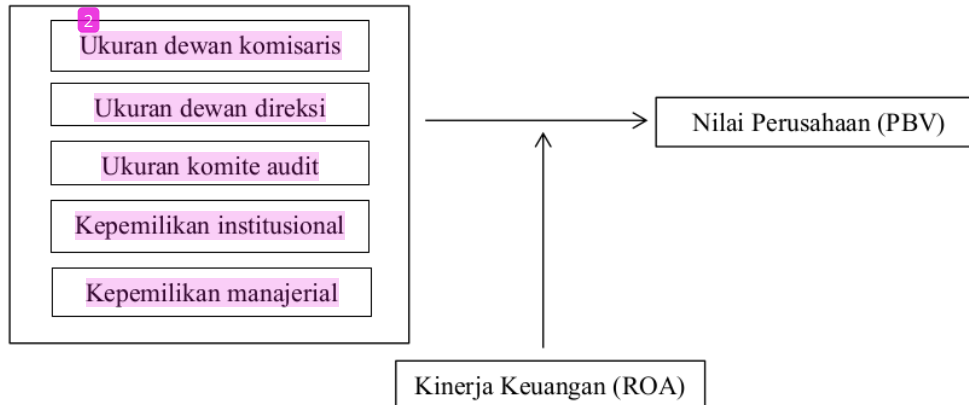 2
Ukuran dewan komisaris
Ukuran dewan direksi
Nilai Perusahaan (PBV)
Ukuran komite audit
Kepemilikan institusional
Kepemilikan manajerial
Kinerja Keuangan (ROA)